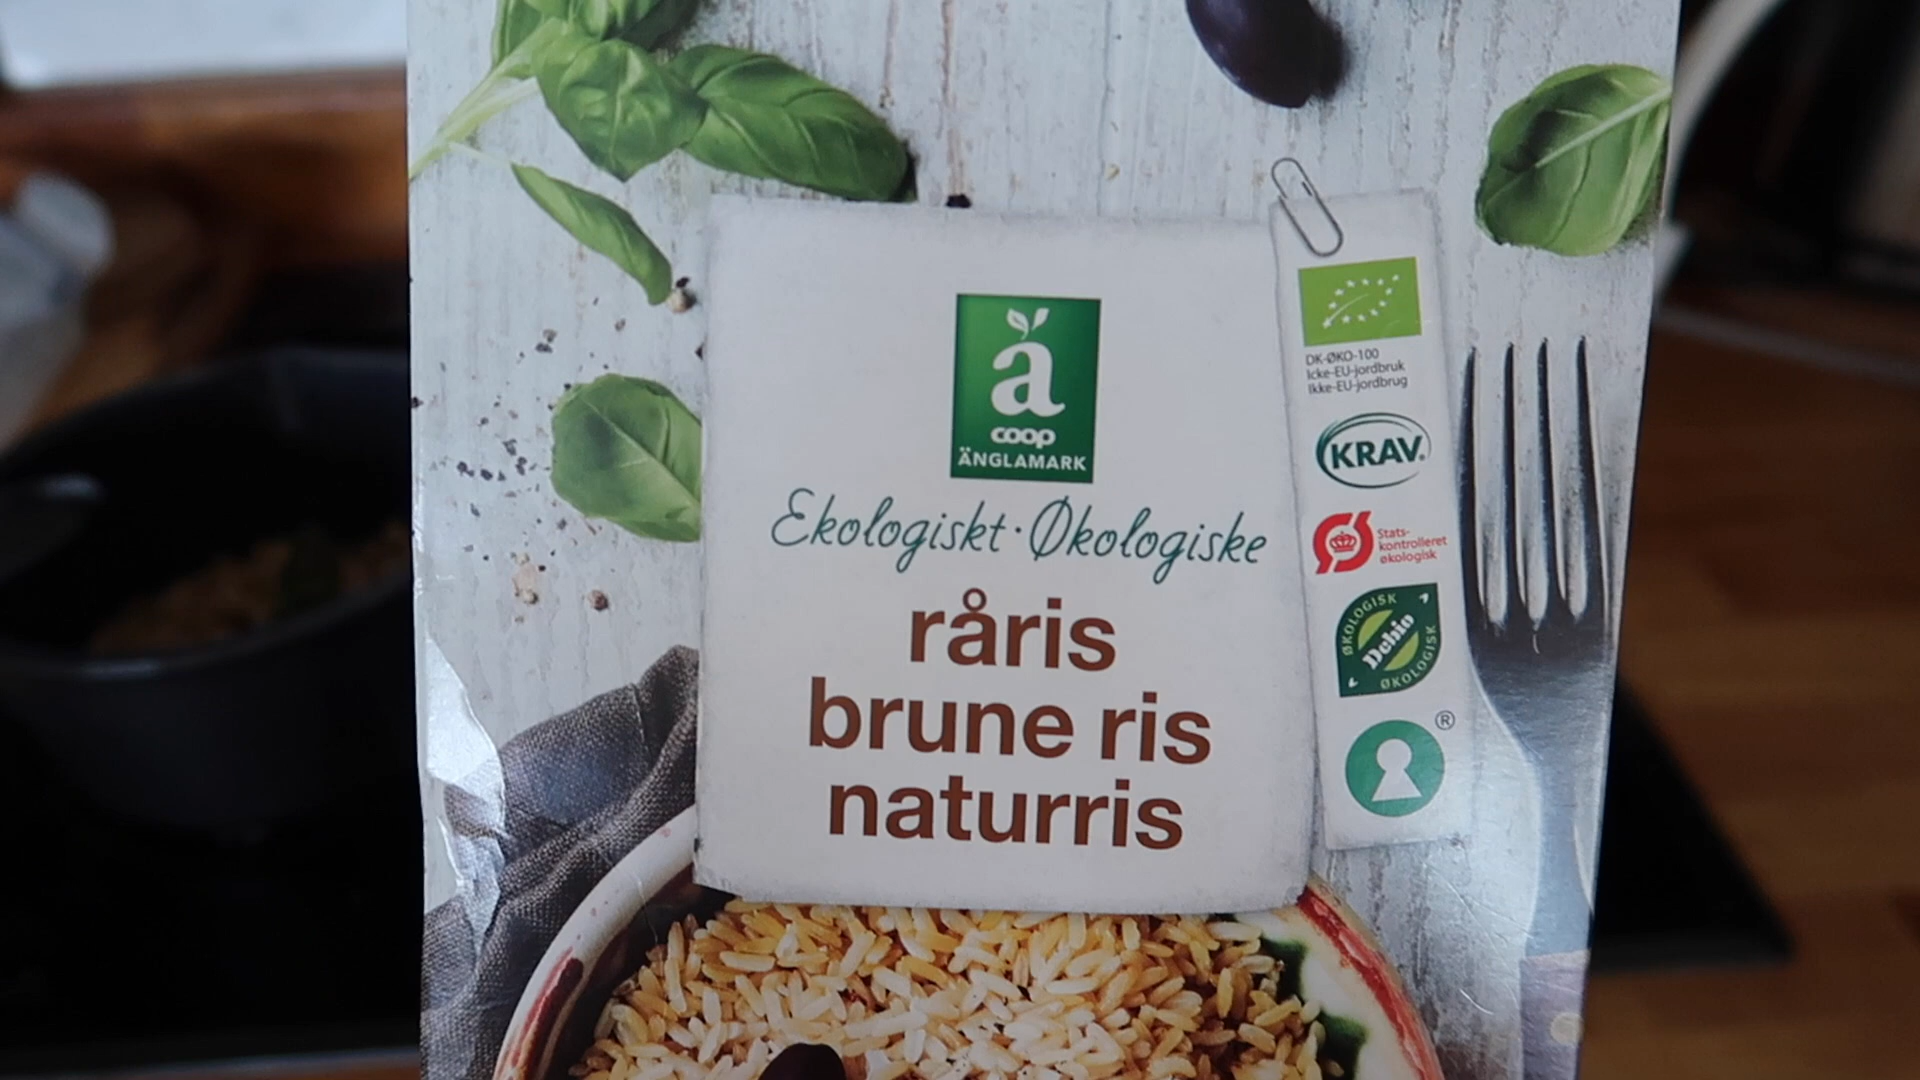 å
coop
ÄNGLAMARK
Ekologiskt · Økologiske
råris
brune ris
naturris
DK-ØKO-100
Icke-EU-jordbruk
Ikke-EU-jordbrug
KRAV.
Ø Stats-
kontrolleret
økologisk
ØKOLOGISK
Debio
ØKOLOGISK
®